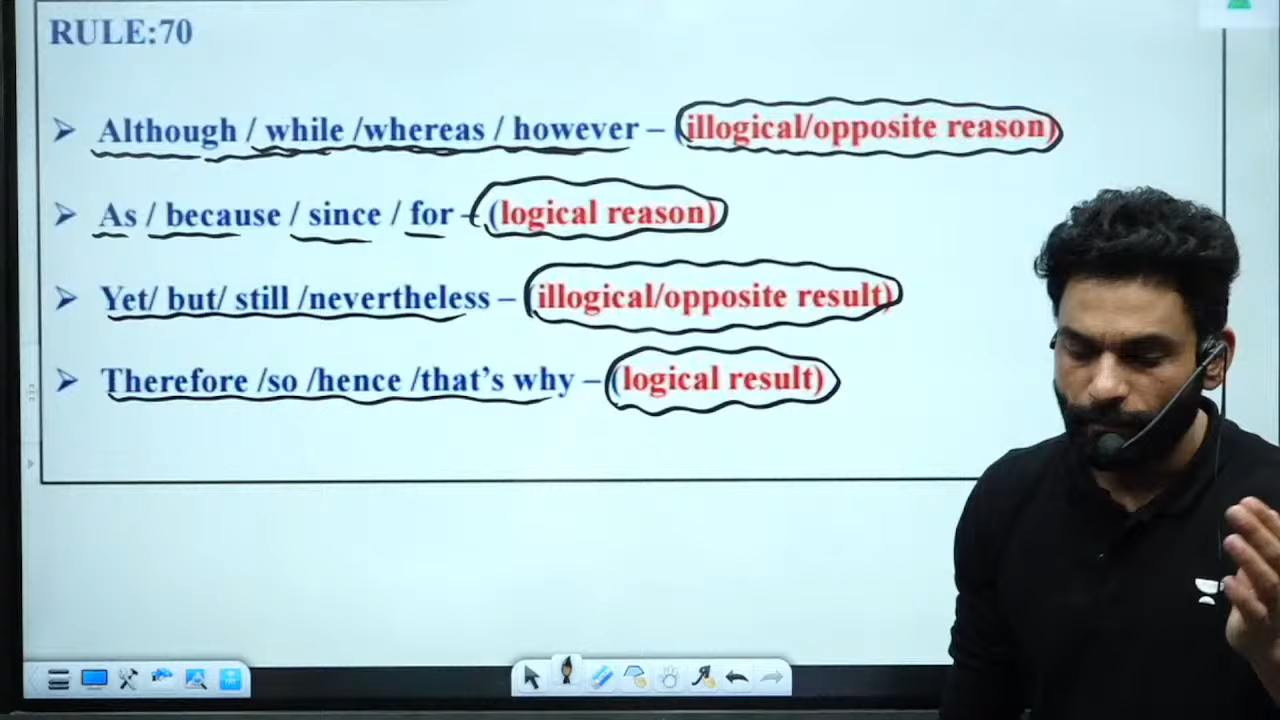 RULE:70
➤ Although / while /whereas / however – (illogical/opposite reason)
➤ As / because / since / for – (logical reason)
➤ Yet/ but/ still /nevertheless – (illogical/opposite result)
➤ Therefore /so /hence /that’s why – (logical result)